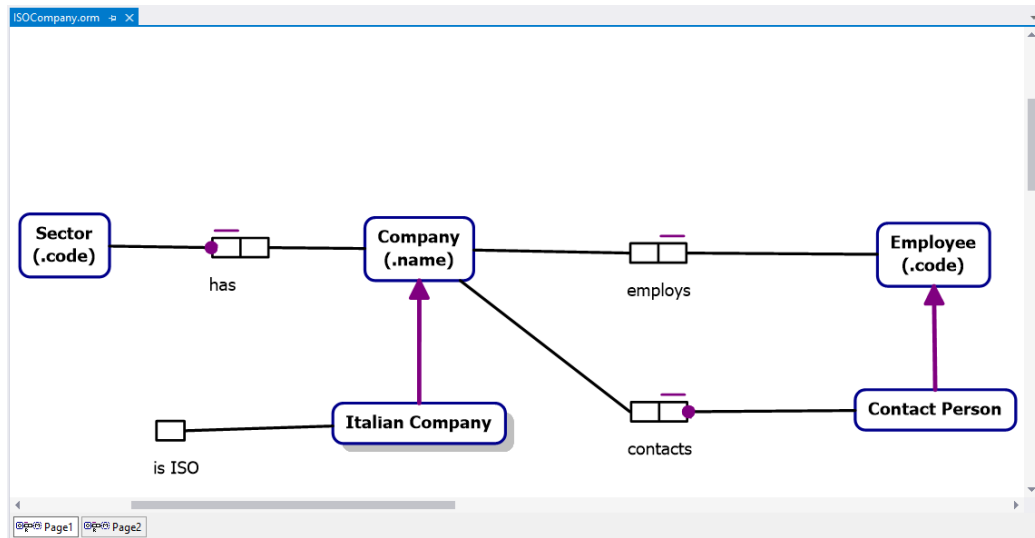 ISOCompany.orm
Sector
(.code)
has
Company
(.name)
employs
Employee
(.code)
is ISO
Italian Company
contacts
Contact Person
Page1
Page2